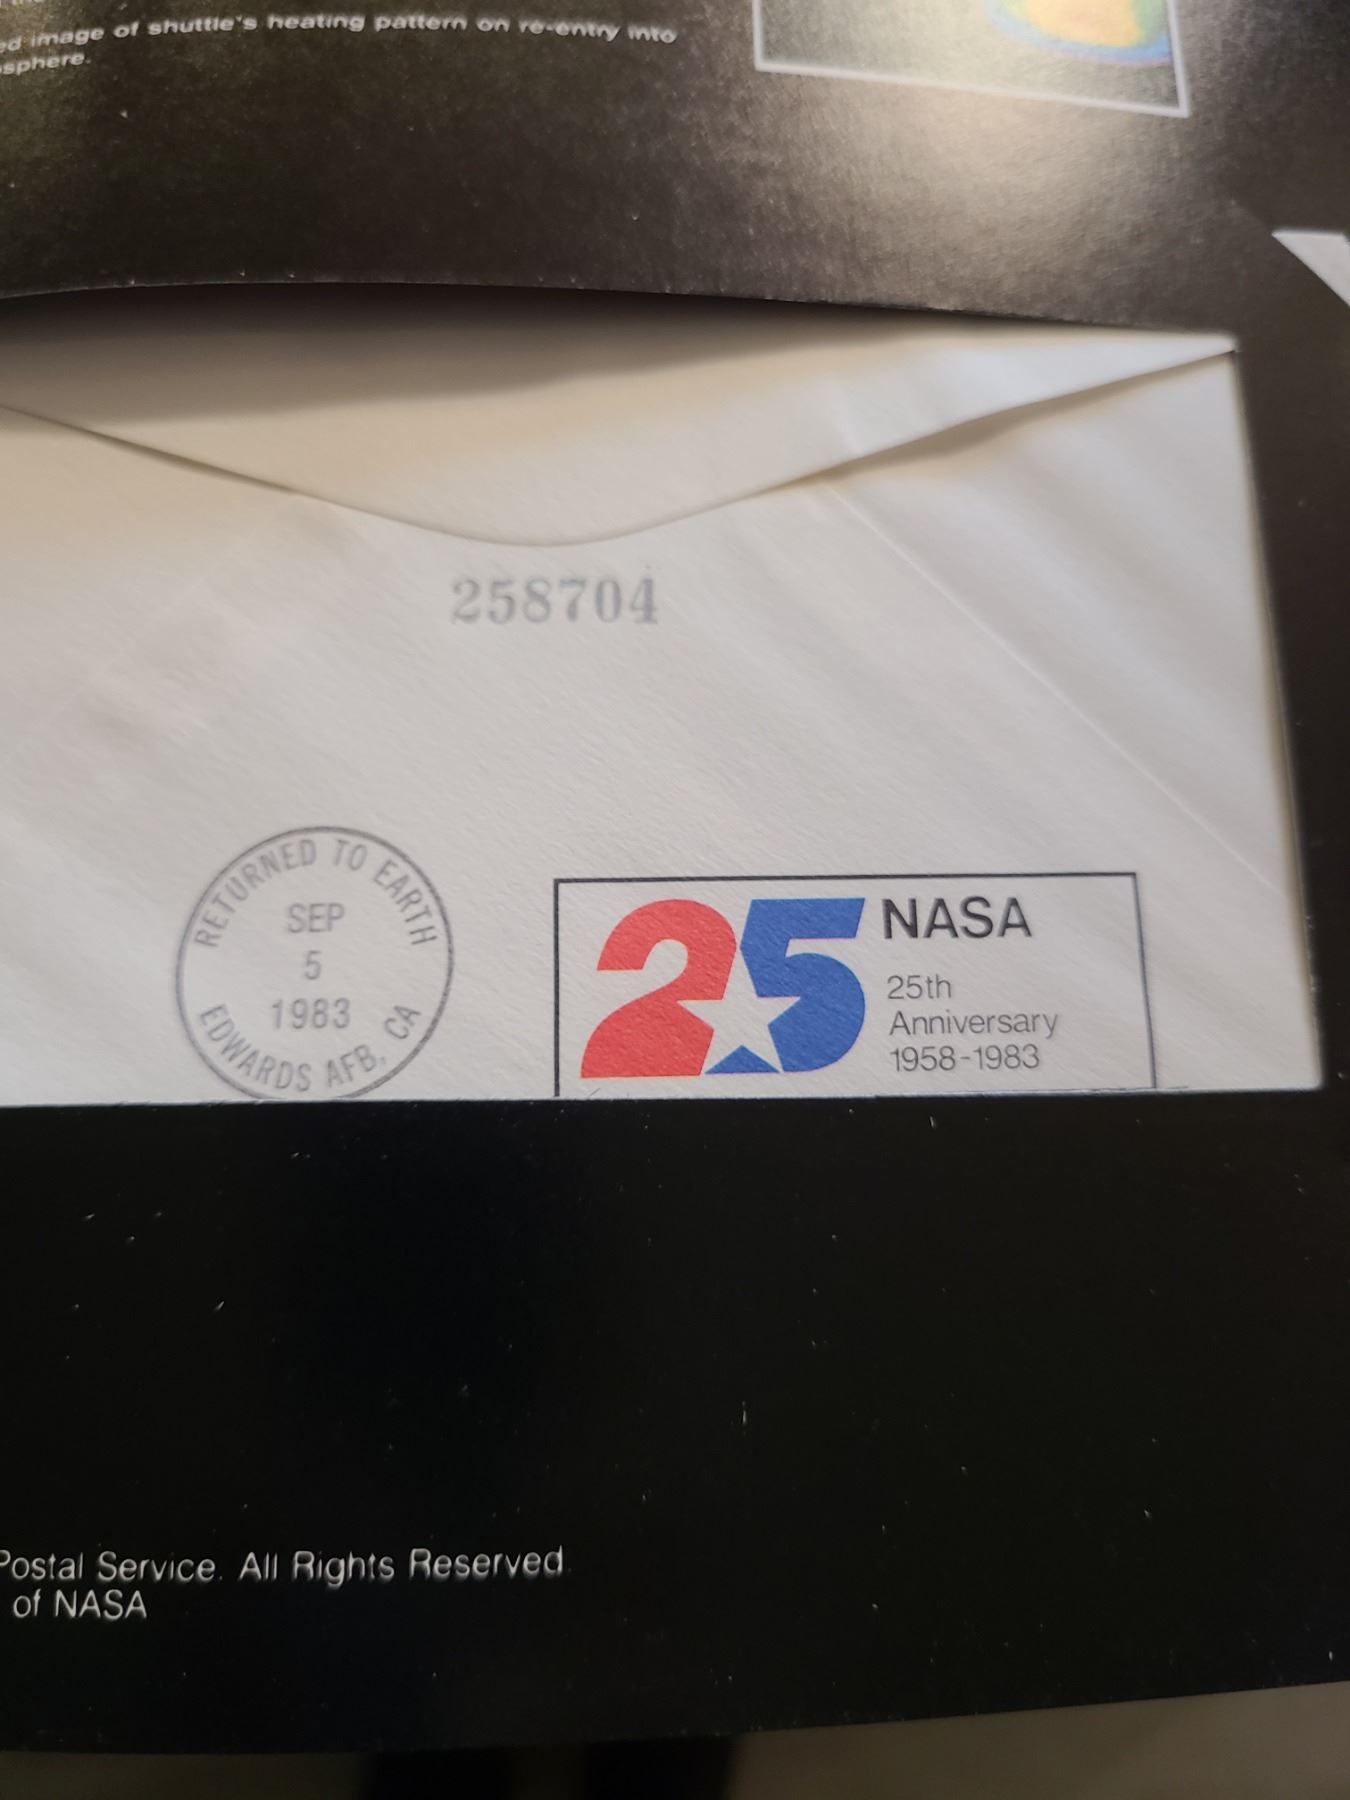 image of shuttle's heating pattern on re-entry into
258704
RETURNED TO EARTH
SEP
5
1983
EDWARDS AFB, CA
25 NASA
25th
Anniversary
1958-1983
Postal Service. All Rights Reserved.
of NASA